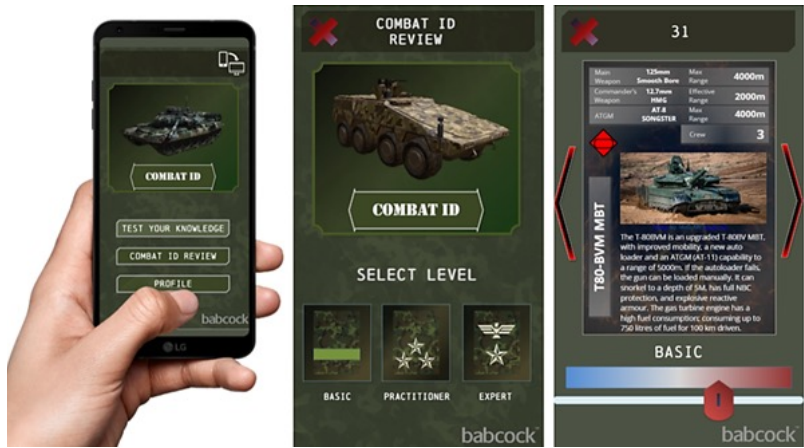 COMBAT ID
TEST YOUR KNOWLEDGE
COMBAT ID REVIEW
PROFILE
babcock
LG
COMBAT ID
REVIEW
COMBAT ID
SELECT LEVEL
BASIC PRACTITIONER EXPERT
babcock
31
Main Weapon 125mm Smooth Bore Max Range 4000m
Commander's Weapon 12.7mm HMG Effective Range 2000m
ATGM AT-8 SONGSTER Max Range 4000m
Crew 3
T80-BVM MBT
The T-80BVM is an upgraded T-80BV MBT,
with improved mobility, a new auto
loader and an ATGM (AT-11) capability to
a range of 5000m. If the autoloader fails,
the gun can be loaded manually. It can
snorkel to a depth of 5M, has full NBC
protection, and explosive reactive
armour. The gas turbine engine has a
high fuel consumption; consuming up to
750 litres of fuel for 100 km driven.
BASIC
babcock